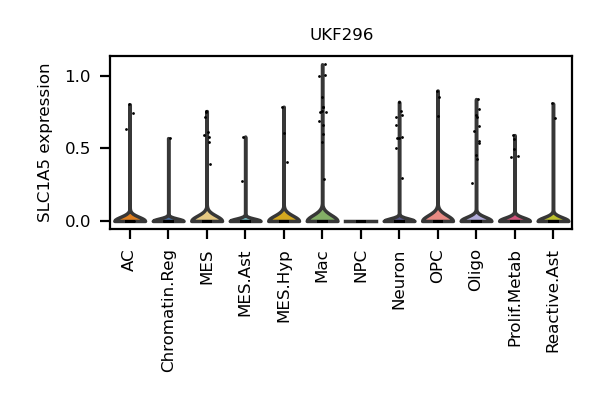 UKF296
SLC1A5 expression
1.0
0.5
0.0
AC
Chromatin.Reg
MES
MES.Ast
MES.Hyp
Mac
NPC
Neuron
OPC
Oligo
Prolif.Metab
Reactive.Ast